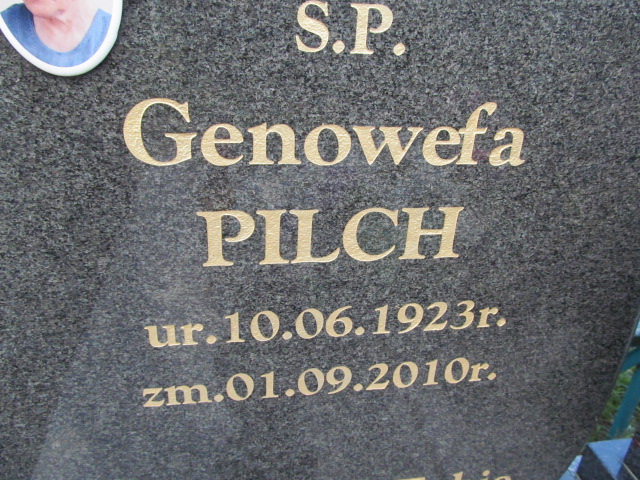 S.P.
Genowefa
PILCH
ur.10.06.1923r.
zm.01.09.2010r.